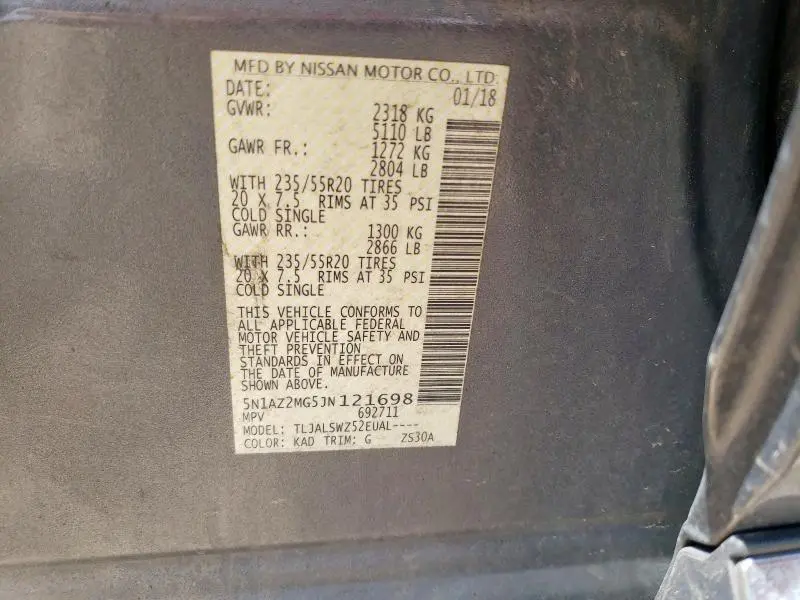 MFD BY NISSAN MOTOR CO., LTD.
DATE: 01/18
GVWR: 2318 KG
5110 LB
GAWR FR.: 1272 KG
2804 LB
WITH 235/55R20 TIRES
20 X 7.5 RIMS AT 35 PSI
COLD SINGLE
GAWR RR.: 1300 KG
2866 LB
WITH 235/55R20 TIRES
20 X 7.5 RIMS AT 35 PSI
COLD SINGLE
THIS VEHICLE CONFORMS TO
ALL APPLICABLE FEDERAL
MOTOR VEHICLE SAFETY AND
THEFT PREVENTION
STANDARDS IN EFFECT ON
THE DATE OF MANUFACTURE
SHOWN ABOVE.
5N1AZ2MG5JN121698
MPV 692711
MODEL: TLJALSWZ52EUAL----
COLOR: KAD TRIM: G ZS30A